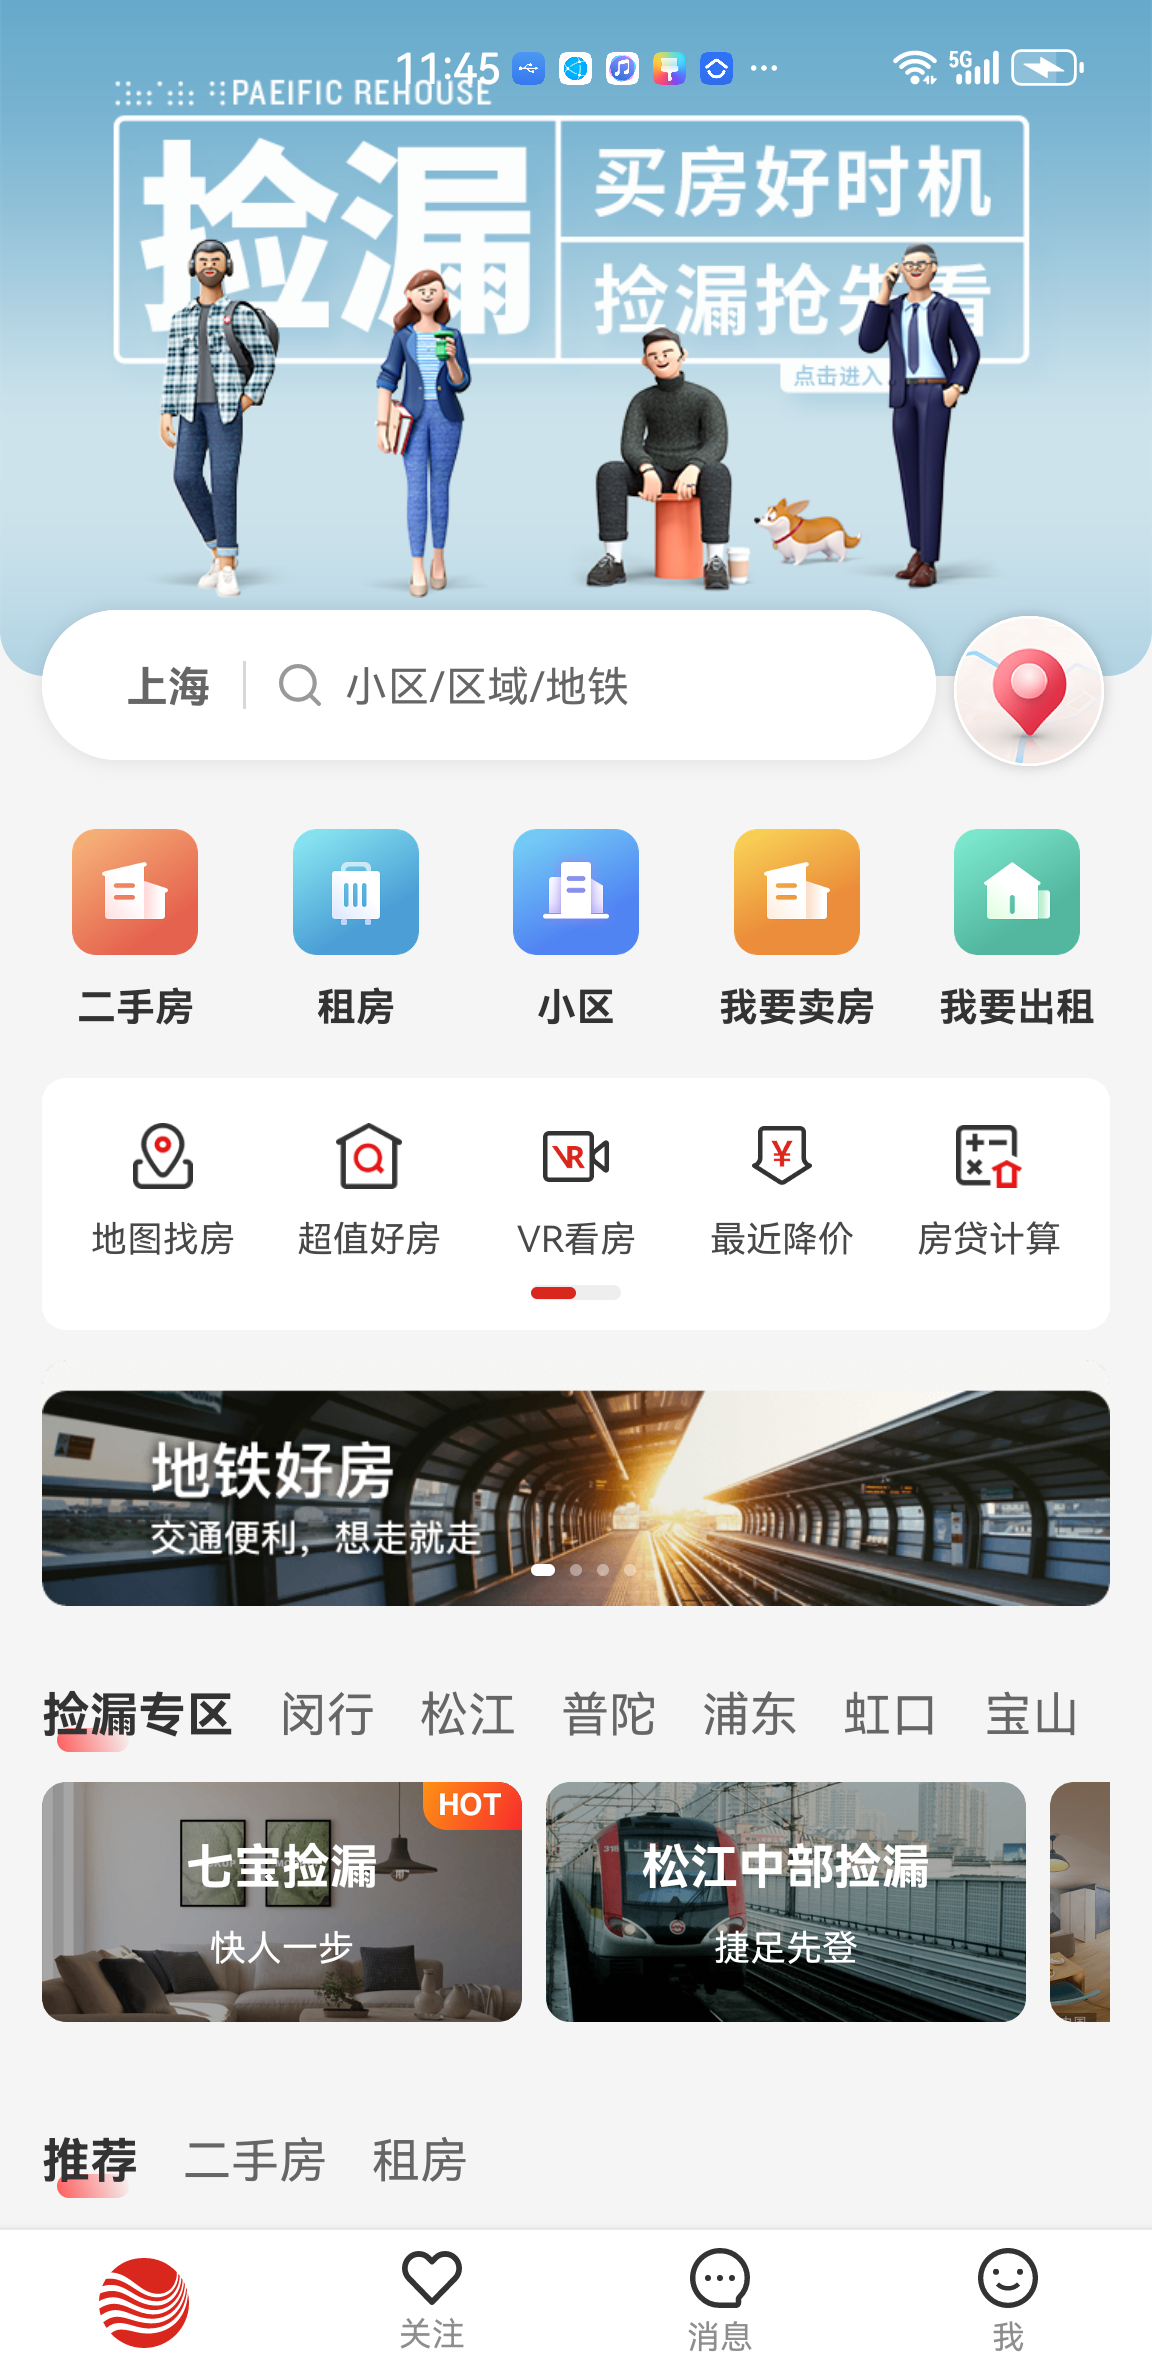 11:45
5G
PAEIFIC REHOUSE
捡漏
买房好时机
捡漏抢先看
点击进入
上海
小区/区域/地铁
二手房 租房 小区 我要卖房 我要出租
VR
¥
地图找房 超值好房 VR看房 最近降价 房贷计算
地铁好房
交通便利，想走就走
捡漏专区 闵行 松江 普陀 浦东 虹口 宝山
HOT
七宝捡漏
快人一步
松江中部捡漏
捷足先登
推荐 二手房 租房
关注 消息 我